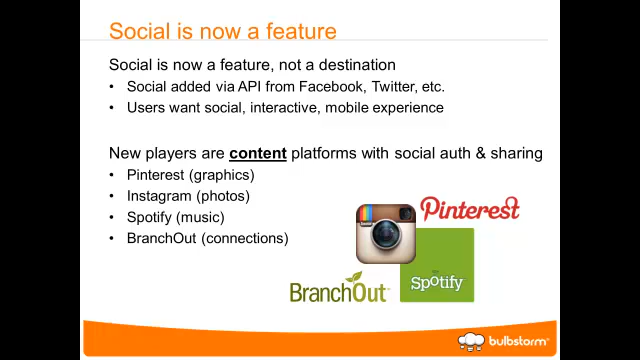 Social is now a feature
Social is now a feature, not a destination
• Social added via API from Facebook, Twitter, etc.
• Users want social, interactive, mobile experience
New players are content platforms with social auth & sharing
• Pinterest (graphics)
• Instagram (photos)
• Spotify (music)
• BranchOut (connections)
Pinterest
Spotify
BranchOut
bulbstorm